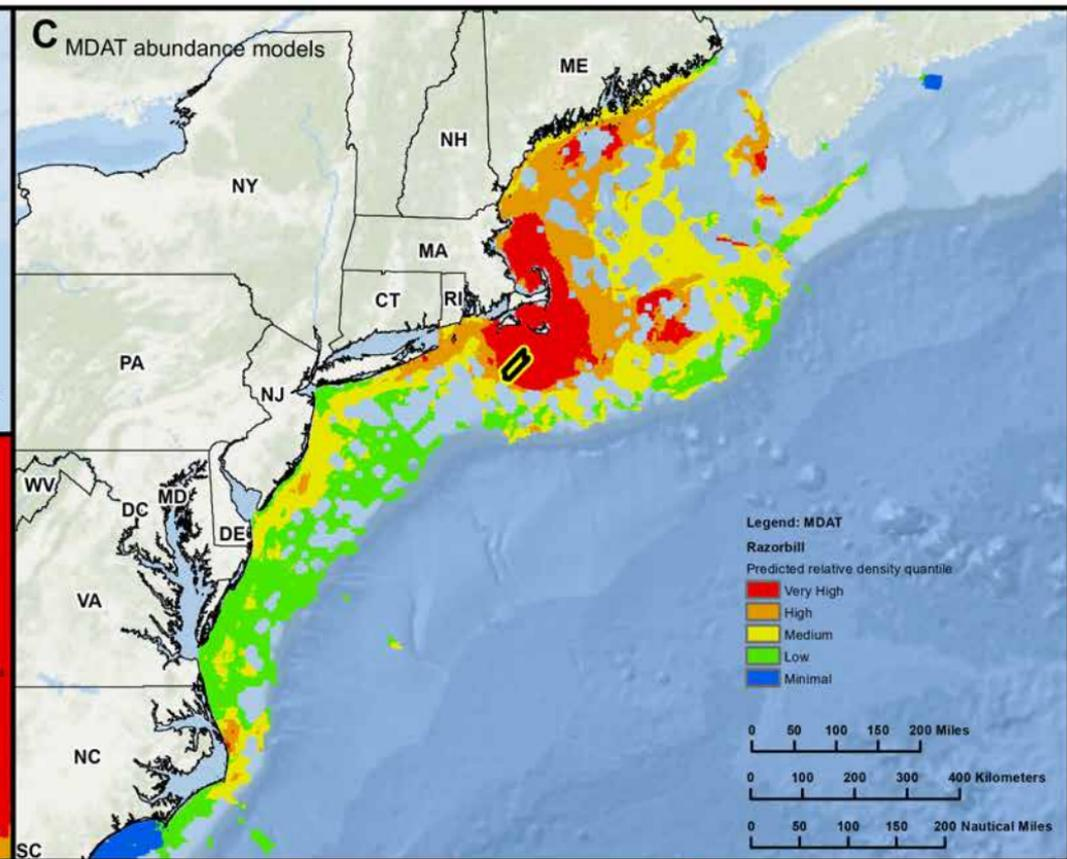 C MDAT abundance models
ME
NH
NY
MA
CT RI
PA
NJ
WV
MD
DC
DE
VA
NC
SC
Legend: MDAT
Razorbill
Predicted relative density quantile
Very High
High
Medium
Low
Minimal
0 50 100 150 200 Miles
0 100 200 300 400 Kilometers
0 50 100 150 200 Nautical Miles